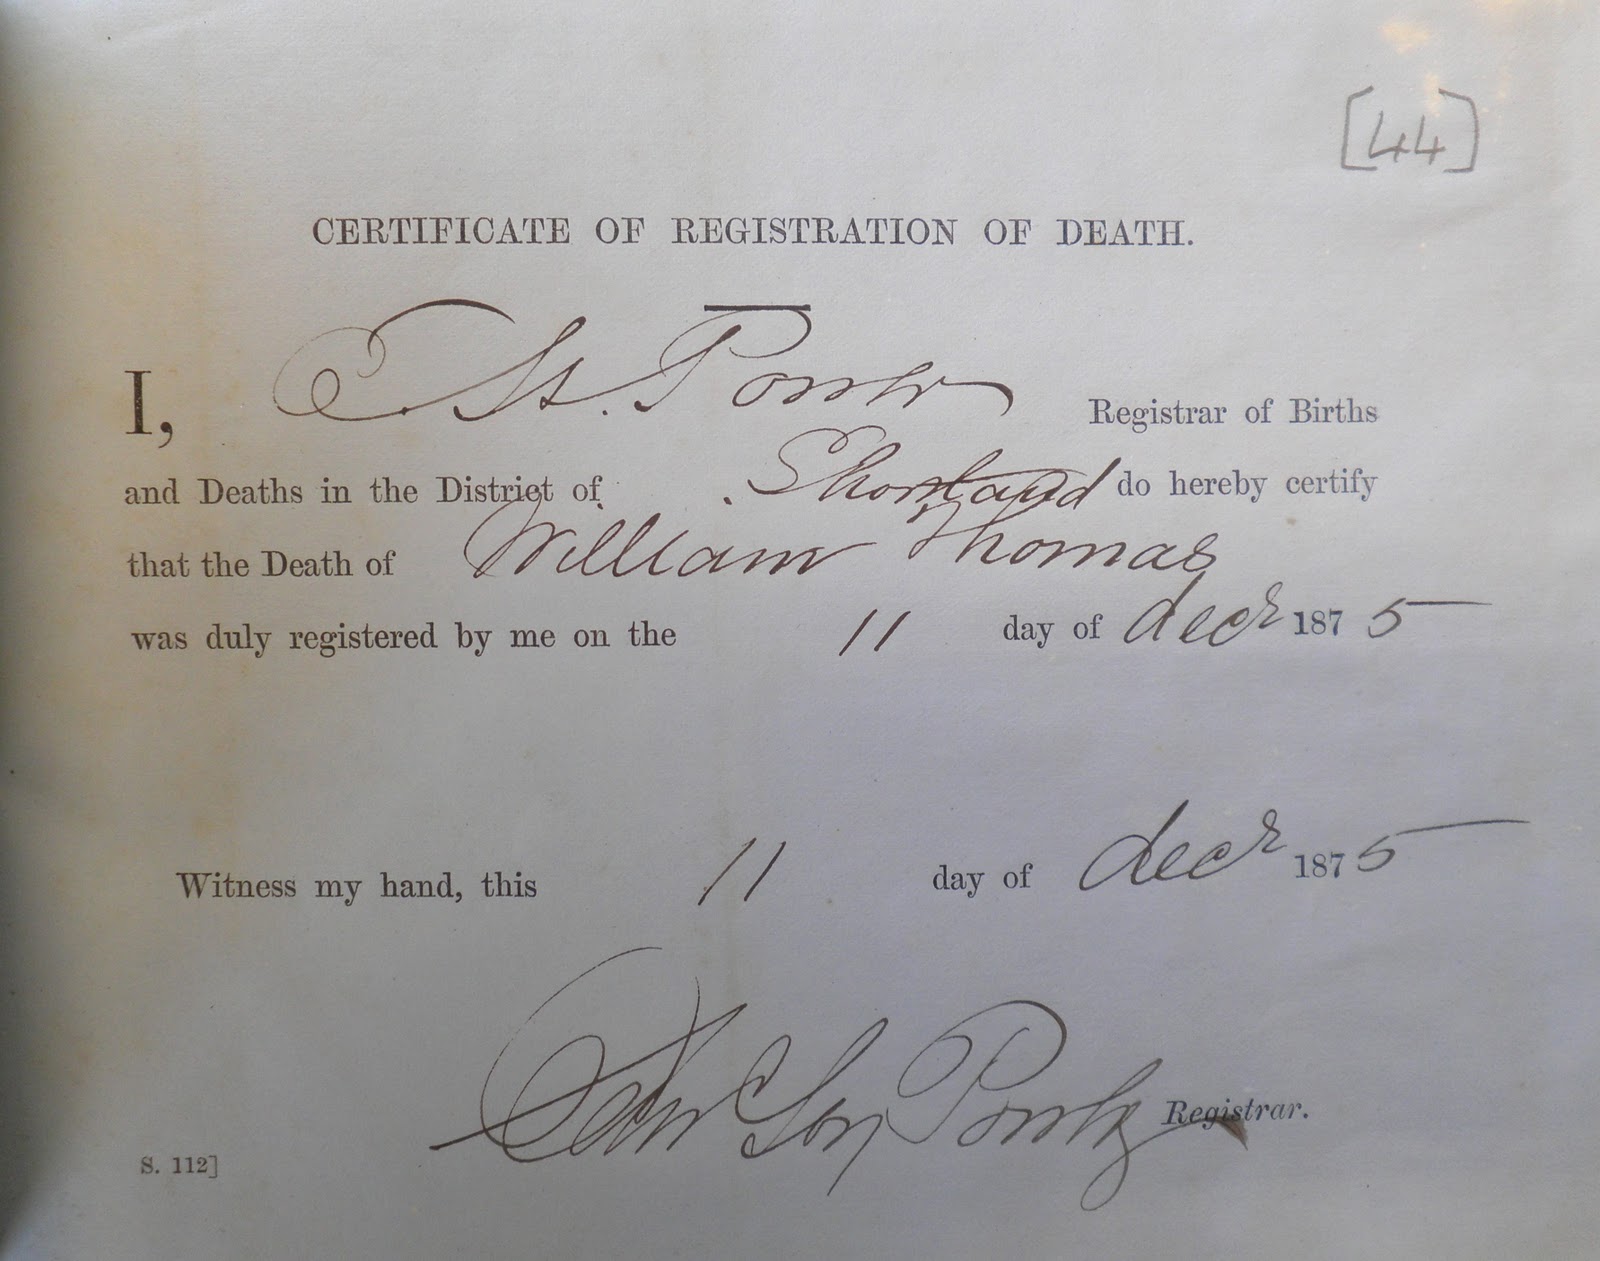 [44]
CERTIFICATE OF REGISTRATION OF DEATH.
I, Registrar of Births
and Deaths in the District of Shortland do hereby certify
that the Death of William Thomas
was duly registered by me on the 11 day of decr 1875
Witness my hand, this 11 day of decr 1875
Registrar.
S. 112]